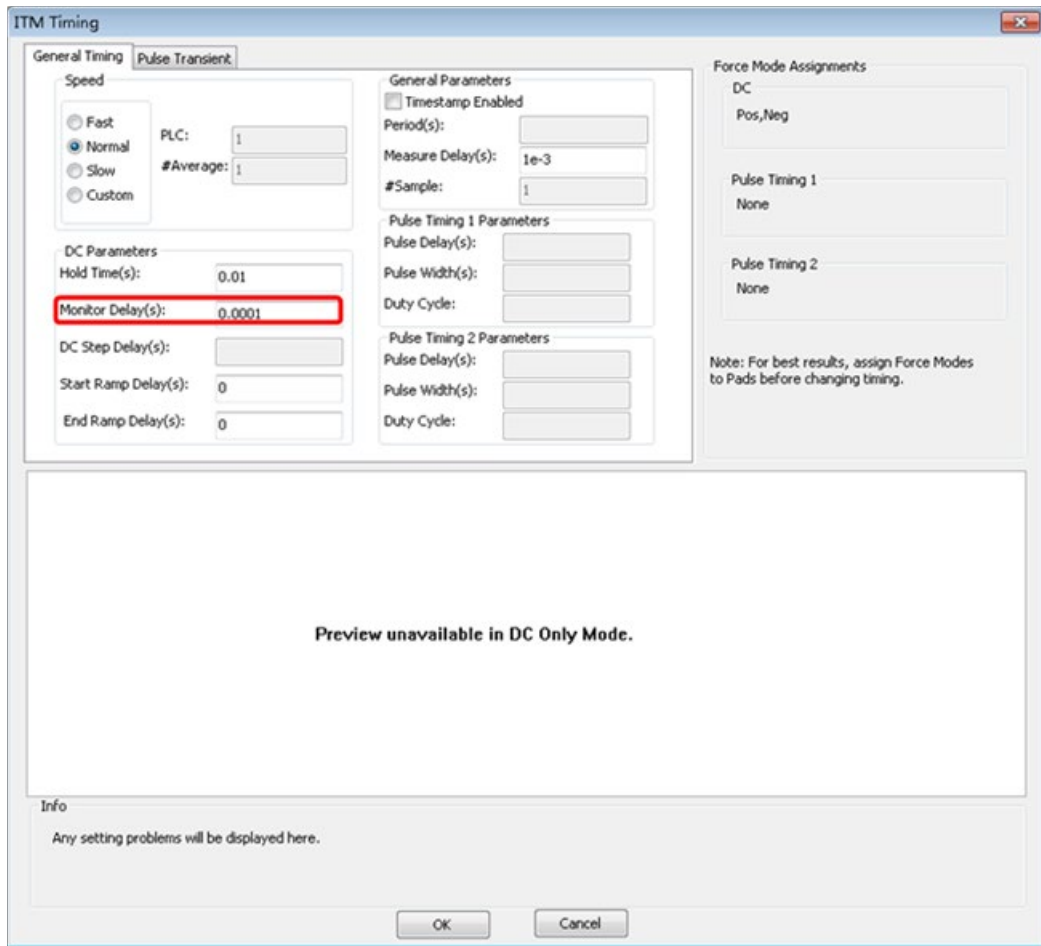 ITM Timing
General Timing
Pulse Transient
Speed
Fast
Normal
Slow
Custom
PLC:
1
#Average:
1
DC Parameters
Hold Time(s):
0.01
Monitor Delay(s):
0.0001
DC Step Delay(s):
Start Ramp Delay(s):
0
End Ramp Delay(s):
0
General Parameters
Timestamp Enabled
Period(s):
Measure Delay(s):
1e-3
#Sample:
1
Pulse Timing 1 Parameters
Pulse Delay(s):
Pulse Width(s):
Duty Cycle:
Pulse Timing 2 Parameters
Pulse Delay(s):
Pulse Width(s):
Duty Cycle:
Force Mode Assignments
DC
Pos,Neg
Pulse Timing 1
None
Pulse Timing 2
None
Note: For best results, assign Force Modes
to Pads before changing timing.
Preview unavailable in DC Only Mode.
Info
Any setting problems will be displayed here.
OK
Cancel